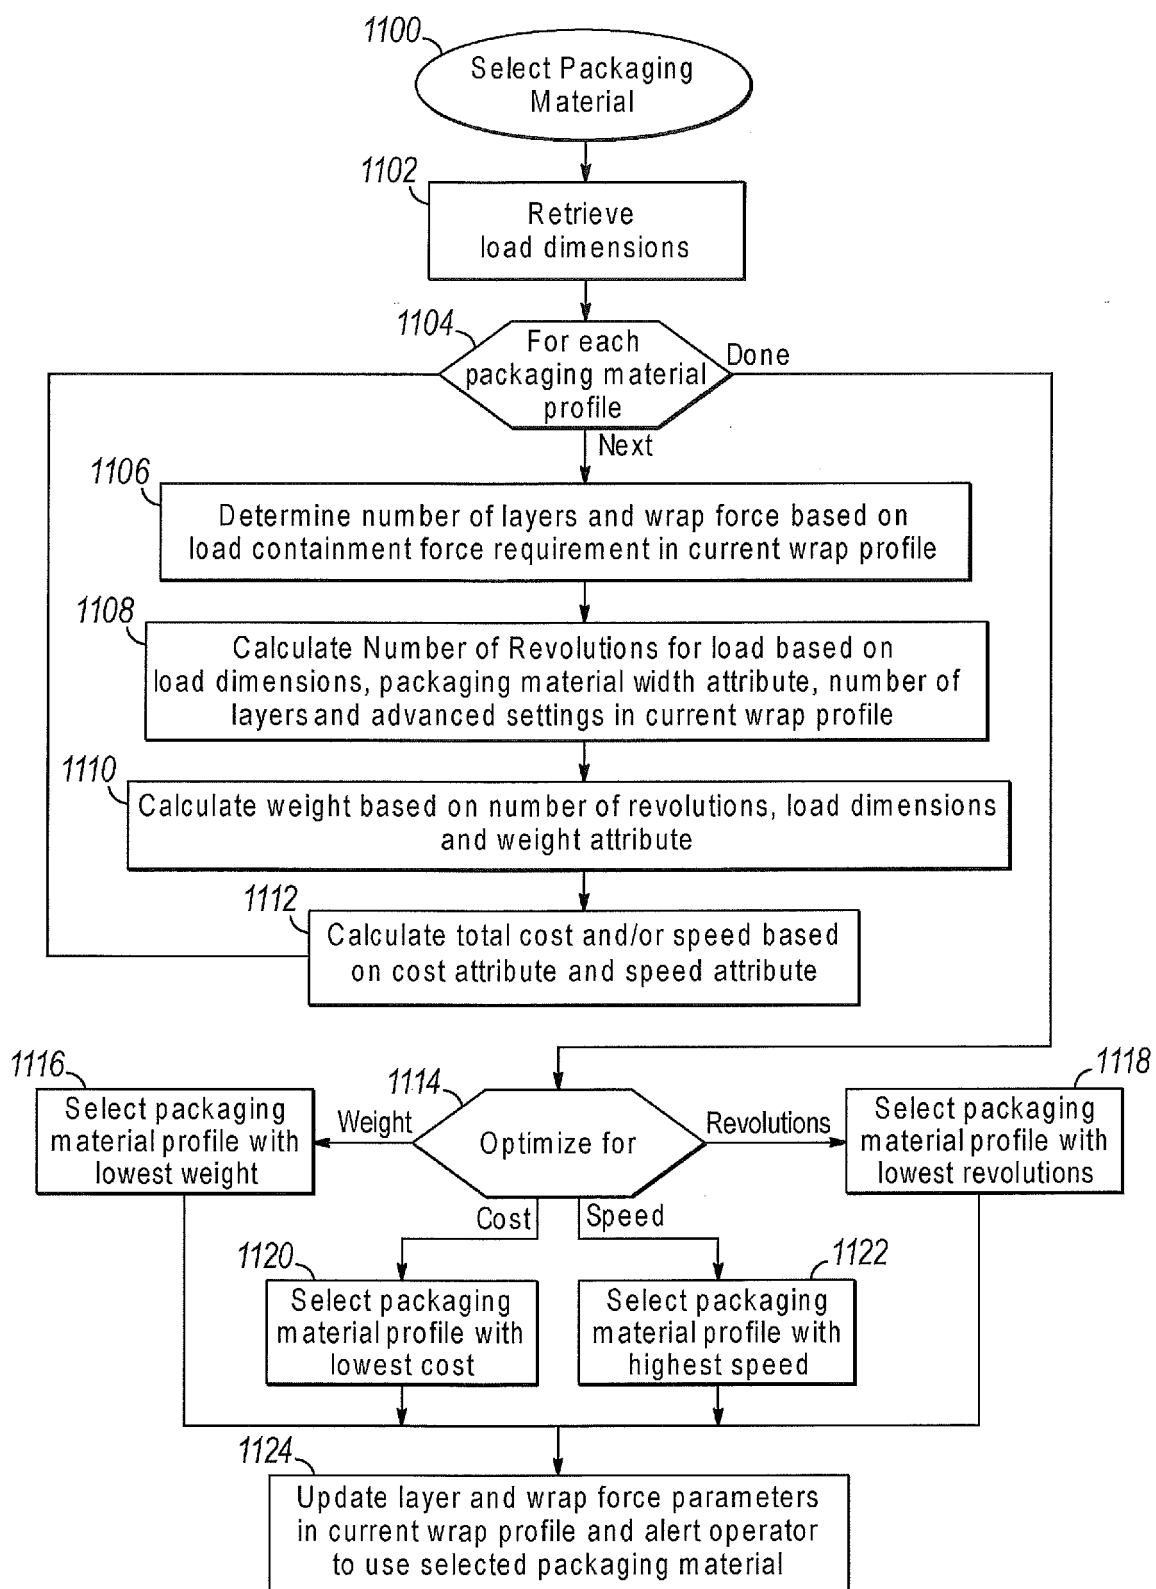 1100
Select Packaging
Material
1102
Retrieve
load dimensions
1104
For each
packaging material
profile
Done
Next
1106
Determine number of layers and wrap force based on
load containment force requirement in current wrap profile
1108
Calculate Number of Revolutions for load based on
load dimensions, packaging material width attribute, number of
layers and advanced settings in current wrap profile
1110
Calculate weight based on number of revolutions, load dimensions
and weight attribute
1112
Calculate total cost and/or speed based
on cost attribute and speed attribute
1114
Optimize for
Weight
Revolutions
Cost
Speed
1116
Select packaging
material profile with
lowest weight
1118
Select packaging
material profile with
lowest revolutions
1120
Select packaging
material profile with
lowest cost
1122
Select packaging
material profile with
highest speed
1124
Update layer and wrap force parameters
in current wrap profile and alert operator
to use selected packaging material